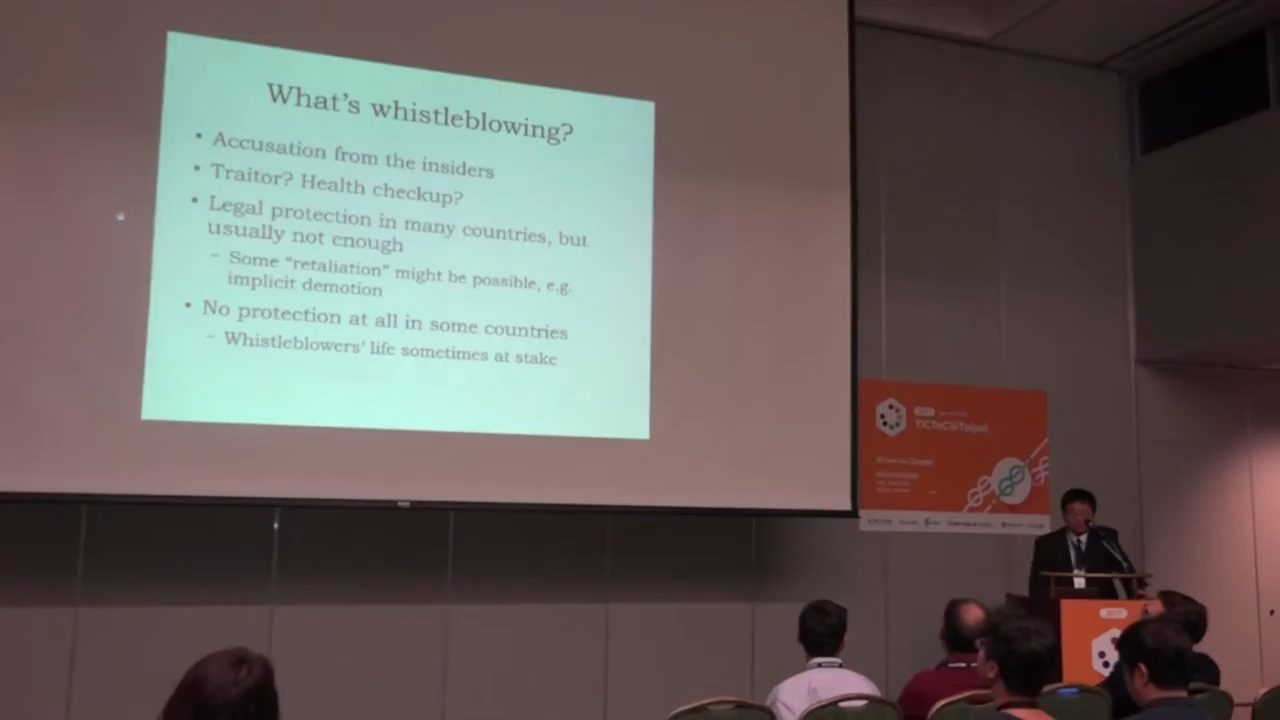 What's whistleblowing?
• Accusation from the insiders
• Traitor? Health checkup?
• Legal protection in many countries, but
usually not enough
– Some "retaliation" might be possible, e.g.
implicit demotion
• No protection at all in some countries
– Whistleblowers' life sometimes at stake
TICTeC@Taipei